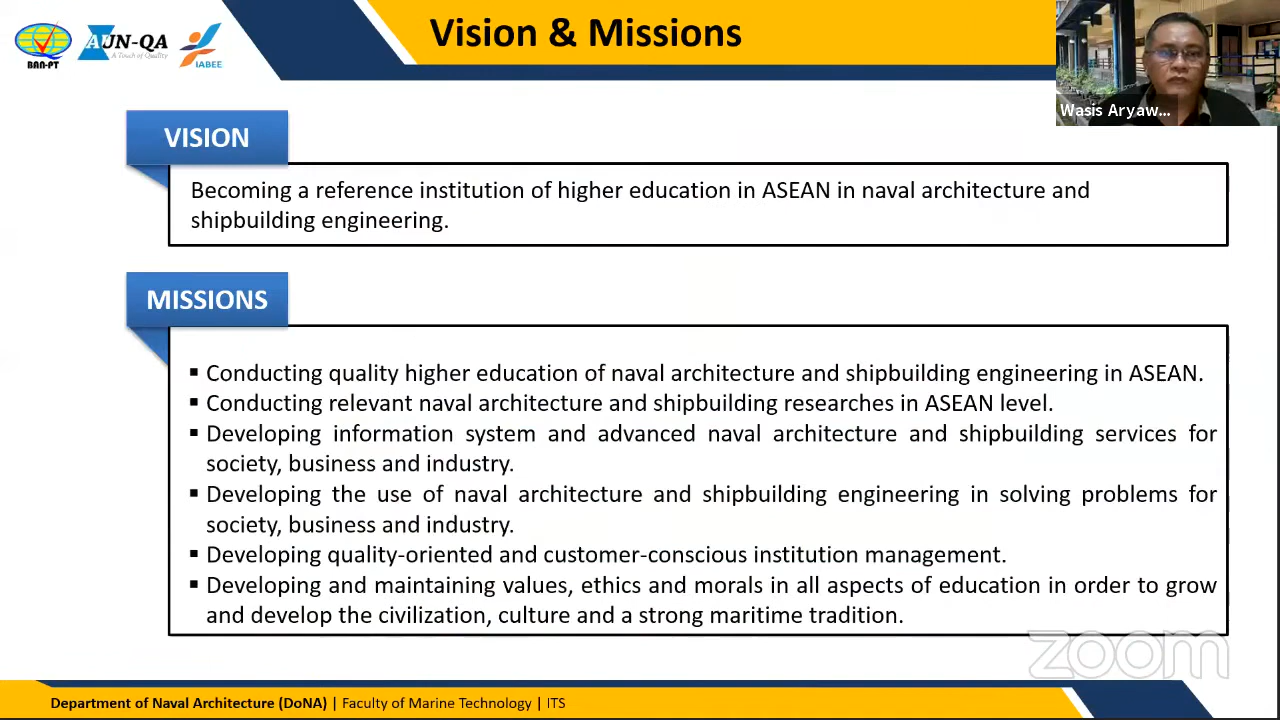 Vision & Missions
BAN-PT
AUN-QA
A Touch of Quality
IABEE
Wasis Aryaw...
VISION
Becoming a reference institution of higher education in ASEAN in naval architecture and
shipbuilding engineering.
MISSIONS
▪ Conducting quality higher education of naval architecture and shipbuilding engineering in ASEAN.
▪ Conducting relevant naval architecture and shipbuilding researches in ASEAN level.
▪ Developing information system and advanced naval architecture and shipbuilding services for
society, business and industry.
▪ Developing the use of naval architecture and shipbuilding engineering in solving problems for
society, business and industry.
▪ Developing quality-oriented and customer-conscious institution management.
▪ Developing and maintaining values, ethics and morals in all aspects of education in order to grow
and develop the civilization, culture and a strong maritime tradition.
zoom
Department of Naval Architecture (DoNA) | Faculty of Marine Technology | ITS